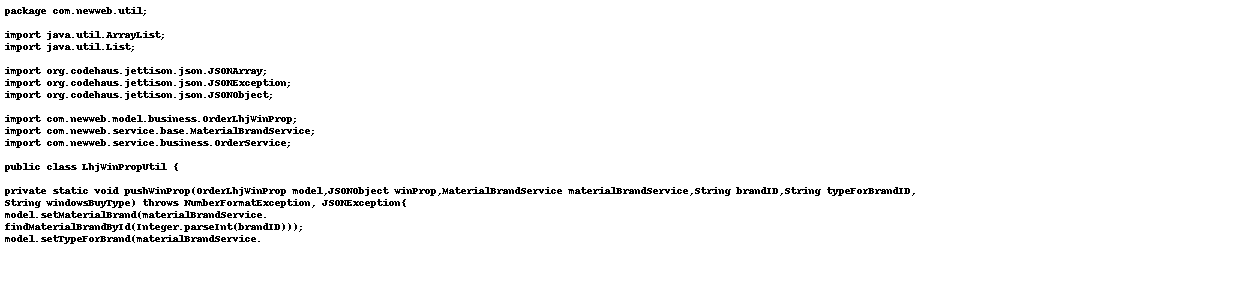 package com.newweb.util;
import java.util.ArrayList;
import java.util.List;
import org.codehaus.jettison.json.JSONArray;
import org.codehaus.jettison.json.JSONException;
import org.codehaus.jettison.json.JSONObject;
import com.newweb.model.business.OrderLhjWinProp;
import com.newweb.service.base.MaterialBrandService;
import com.newweb.service.business.OrderService;
public class LhjWinPropUtil {
private static void pushWinProp(OrderLhjWinProp model,JSONObject winProp,MaterialBrandService materialBrandService,String brandID,String typeForBrandID,
String windowsBuyType) throws NumberFormatException, JSONException{
model.setMaterialBrand(materialBrandService.
findMaterialBrandById(Integer.parseInt(brandID)));
model.setTypeForBrand(materialBrandService.